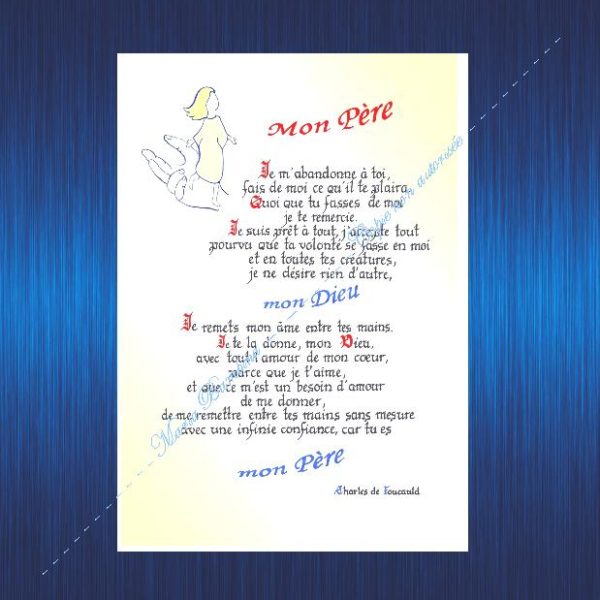 Mon Père
Je m'abandonne à toi,
fais de moi ce qu'il te plaira
Quoi que tu fasses de moi
je te remercie.
Je suis prêt à tout, j'accepte tout
pourvu que ta volonté se fasse en moi
et en toutes tes créatures,
je ne désire rien d'autre,
mon Dieu
Je remets mon âme entre tes mains.
Je te la donne, mon Dieu,
avec tout l'amour de mon coeur,
parce que je t'aime,
et que ce m'est un besoin d'amour
de me donner,
de me remettre entre tes mains sans mesure
avec une infinie confiance, car tu es
mon Père
Charles de Foucauld
non autorisée